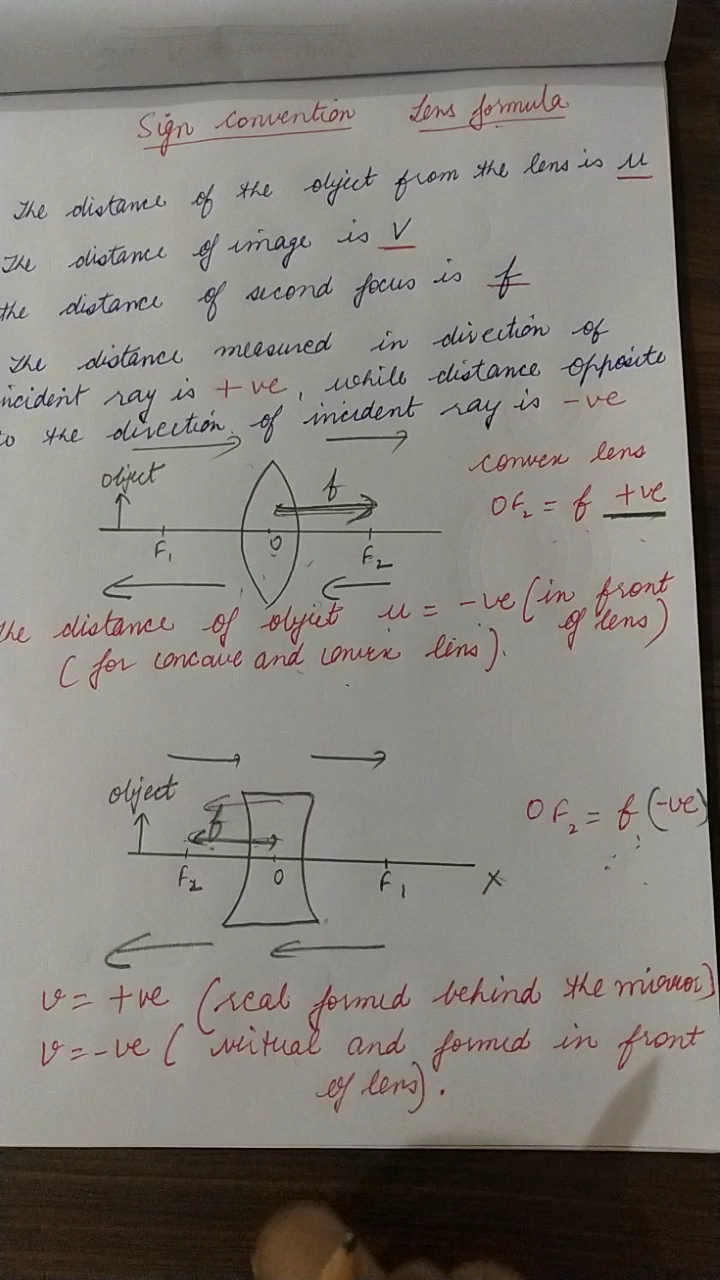 Sign convention Lens formula
The distance of the object from the lens is u
The distance of image is V
the distance of second focus is f
The distance measured in direction of
ncident ray is +ve, while distance opposite
to the direction of incident ray is -ve
object
f
convex lens
OF₂ = f +ve
F₁ O F₂
the distance of object u = -ve (in front of lens)
(for concave and convex lens).
object
f
OF₂ = f (-ve)
F₂ O F₁ X
v = +ve (real formed behind the mirror)
v = -ve ( virtual and formed in front
of lens).